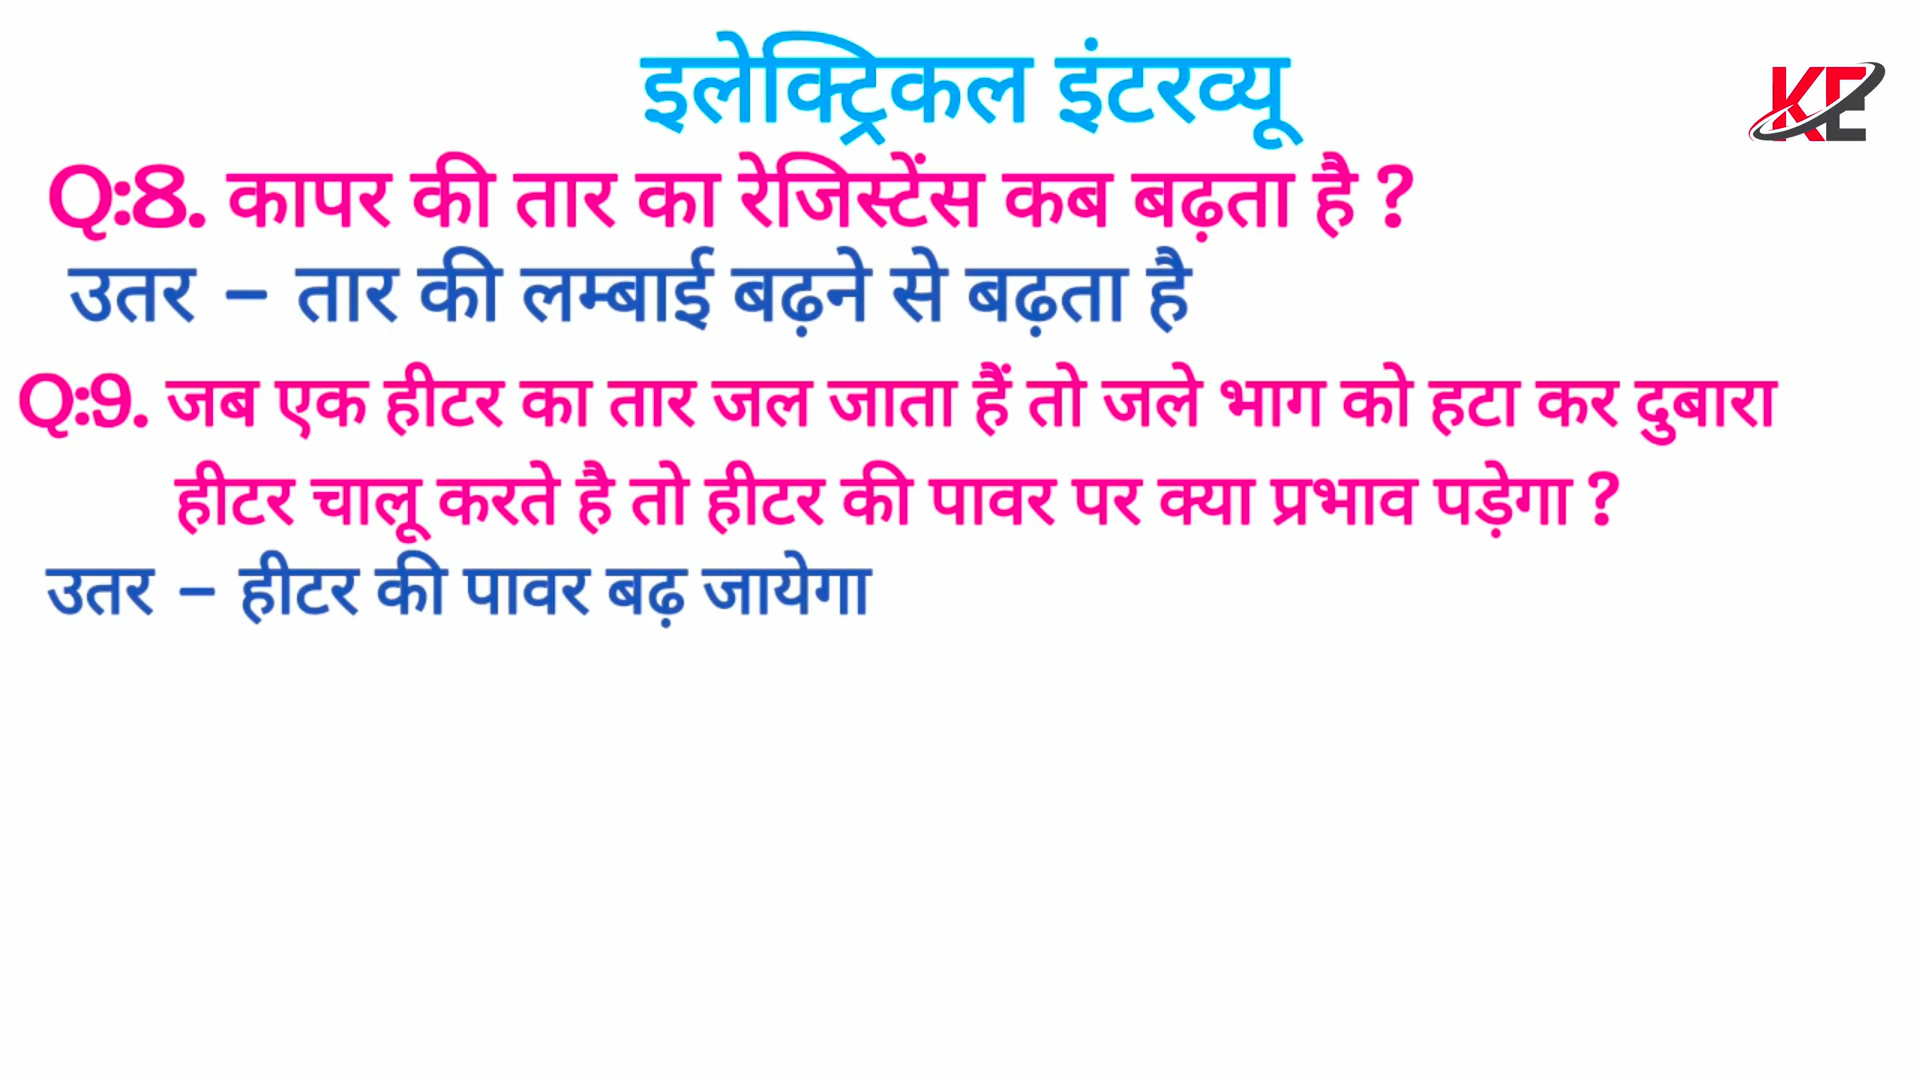 इलेक्ट्रिकल इंटरव्यू
KE
Q:8. कापर की तार का रेजिस्टेंस कब बढ़ता है ?
उतर – तार की लम्बाई बढ़ने से बढ़ता है
Q:9. जब एक हीटर का तार जल जाता हैं तो जले भाग को हटा कर दुबारा
हीटर चालू करते है तो हीटर की पावर पर क्या प्रभाव पड़ेगा ?
उतर – हीटर की पावर बढ़ जायेगा